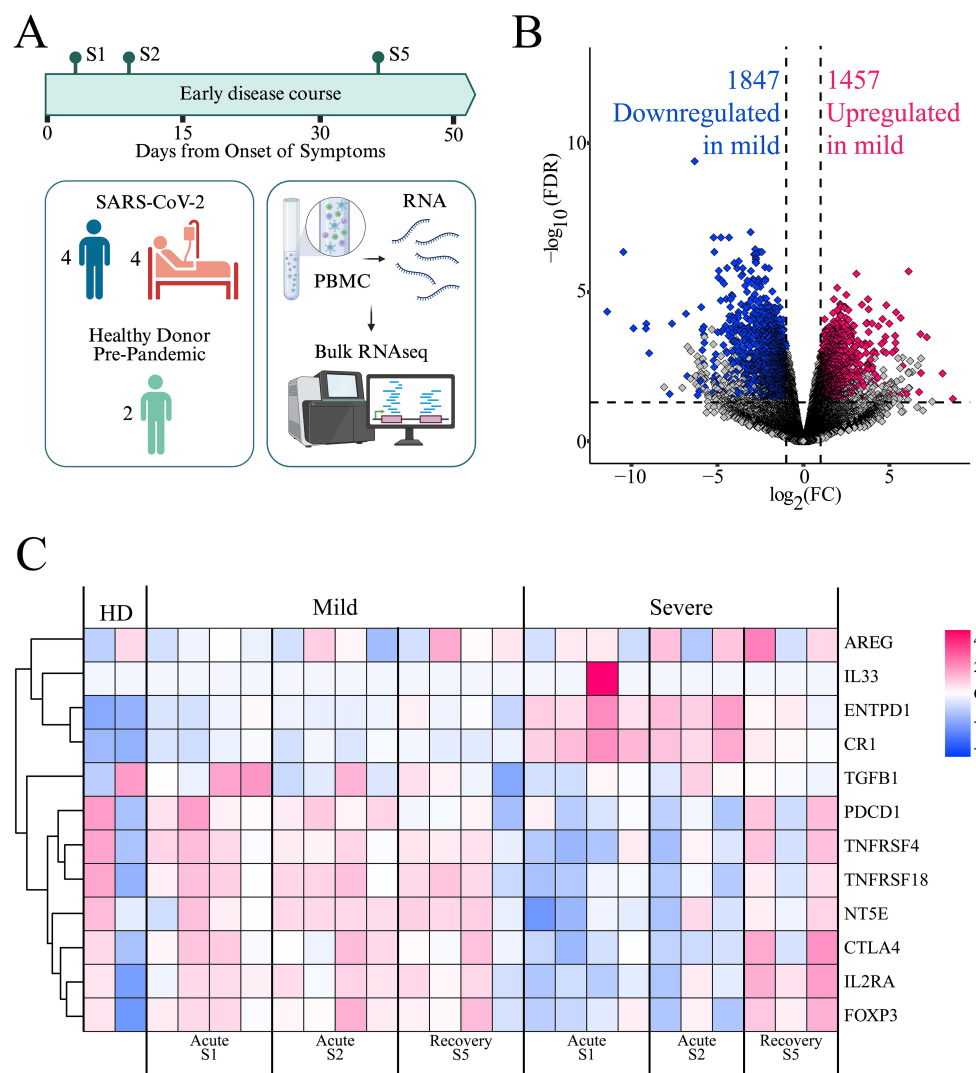 A
S1
S2
S5
Early disease course
0
15
30
50
Days from Onset of Symptoms
SARS-CoV-2
4
4
Healthy Donor
Pre-Pandemic
2
RNA
PBMC
Bulk RNAseq
B
1847
Downregulated
in mild
1457
Upregulated
in mild
−log10(FDR)
10
5
0
−10
−5
0
5
log2(FC)
C
HD
Mild
Severe
AREG
IL33
ENTPD1
CR1
TGFB1
PDCD1
TNFRSF4
TNFRSF18
NT5E
CTLA4
IL2RA
FOXP3
Acute
S1
Acute
S2
Recovery
S5
Acute
S1
Acute
S2
Recovery
S5